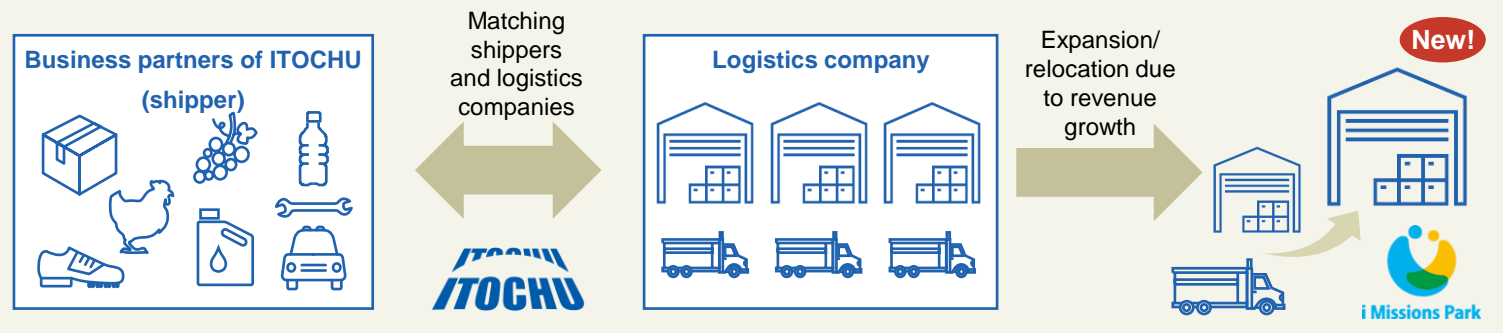 Business partners of ITOCHU
(shipper)
Matching
shippers
and logistics
companies
ITOCHU
ITOCHU
Logistics company
Expansion/
relocation due
to revenue
growth
New!
i Missions Park